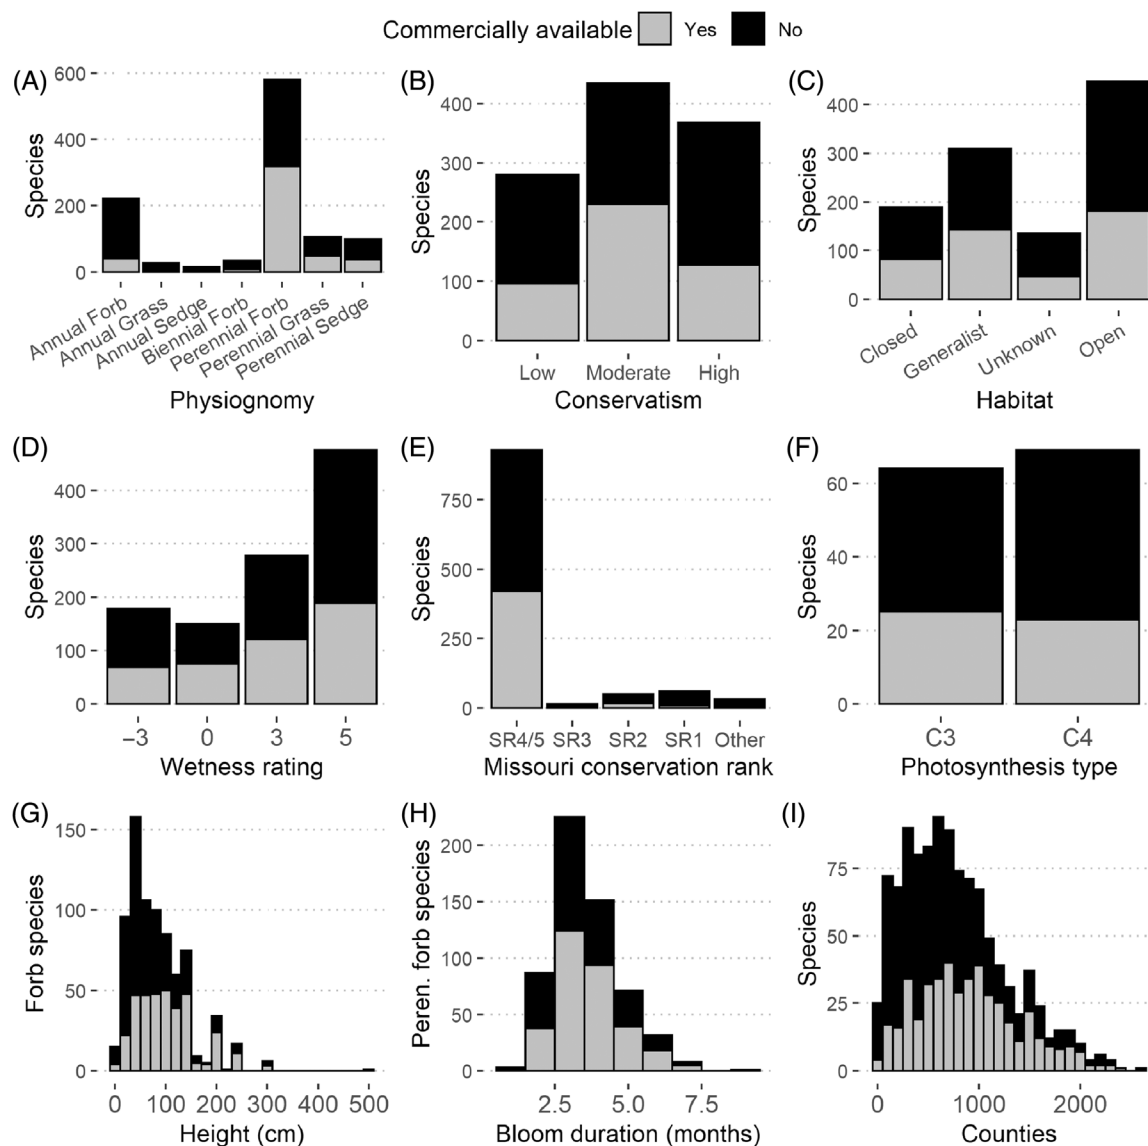 Commercially available Yes No
(A)
600
400
200
0
Species
Annual Forb
Annual Grass
Annual Sedge
Biennial Forb
Perennial Forb
Perennial Grass
Perennial Sedge
Physiognomy
(B)
400
300
200
100
0
Species
Low Moderate High
Conservatism
(C)
400
300
200
100
0
Species
Closed
Generalist
Unknown
Open
Habitat
(D)
400
300
200
100
0
Species
−3 0 3 5
Wetness rating
(E)
750
500
250
0
Species
SR4/5 SR3 SR2 SR1 Other
Missouri conservation rank
(F)
60
40
20
0
Species
C3 C4
Photosynthesis type
(G)
150
100
50
0
Forb species
0 100 200 300 400 500
Height (cm)
(H)
200
150
100
50
0
Peren. forb species
2.5 5.0 7.5
Bloom duration (months)
(I)
75
50
25
0
Species
0 1000 2000
Counties